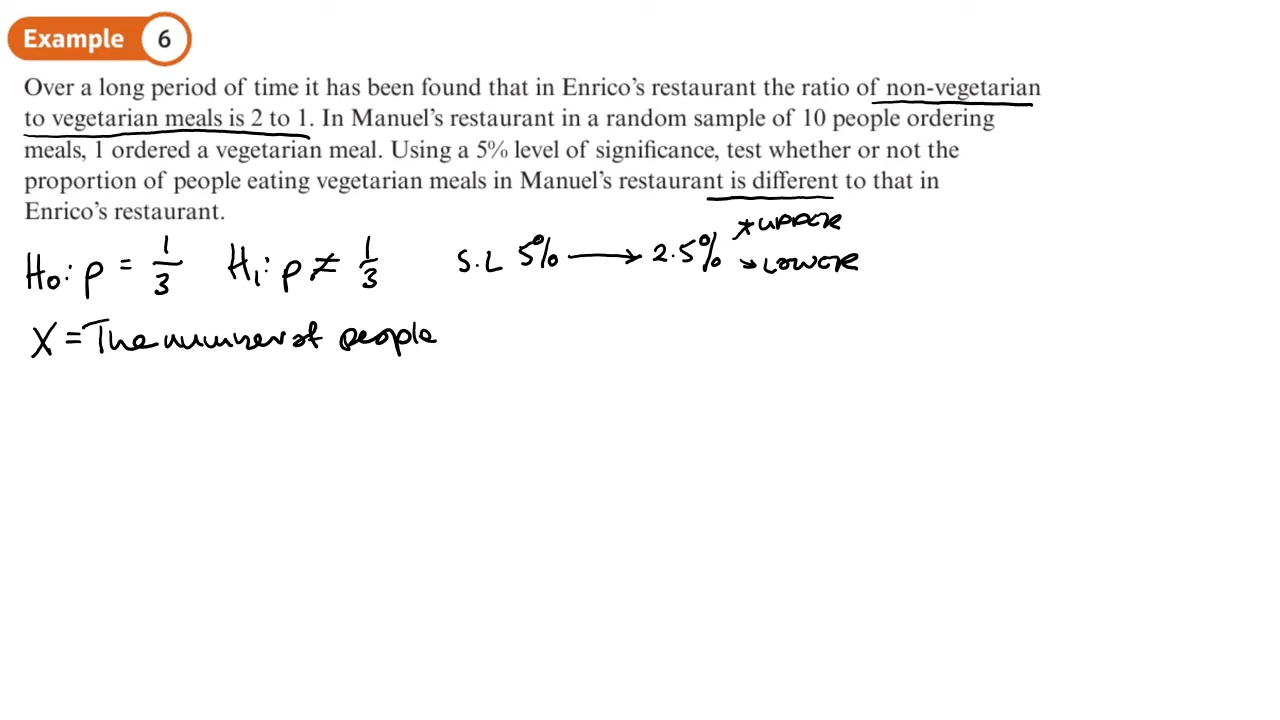 Example 6
Over a long period of time it has been found that in Enrico’s restaurant the ratio of non-vegetarian
to vegetarian meals is 2 to 1. In Manuel’s restaurant in a random sample of 10 people ordering
meals, 1 ordered a vegetarian meal. Using a 5% level of significance, test whether or not the
proportion of people eating vegetarian meals in Manuel’s restaurant is different to that in
Enrico’s restaurant.
H₀: p = 1/3 H₁: p ≠ 1/3 S.L 5% → 2.5% ↗ UPPER
↘ LOWER
X = The number of people